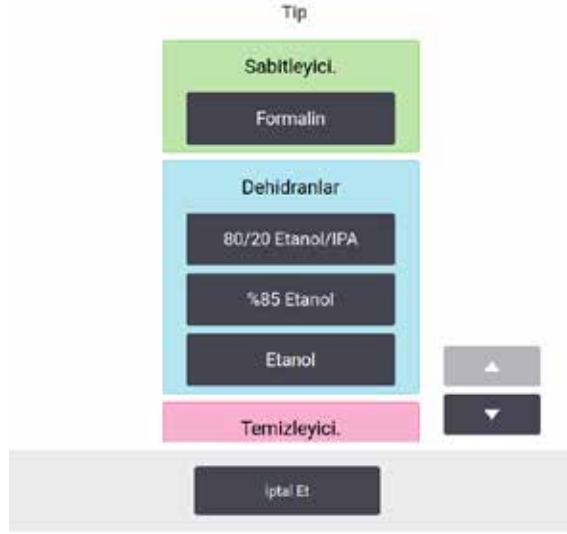 Tip
Sabitleyici.
Formalin
Dehidranlar
80/20 Etanol/IPA
%85 Etanol
Etanol
Temizleyici.
İptal Et